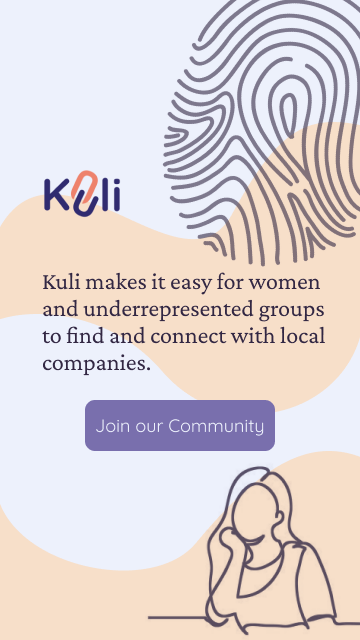 Kuli
Kuli makes it easy for women
and underrepresented groups
to find and connect with local
companies.
Join our Community